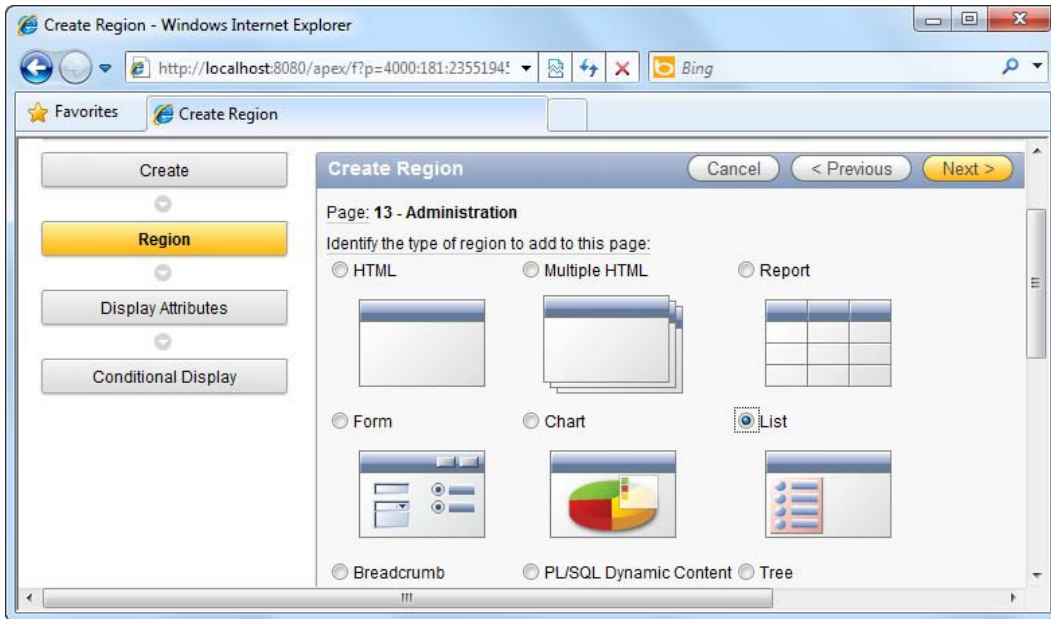 Create Region - Windows Internet Explorer
http://localhost:8080/apex/f?p=4000:181:23551945
Bing
Favorites
Create Region
Create
Region
Display Attributes
Conditional Display
Create Region
Cancel
< Previous
Next >
Page: 13 - Administration
Identify the type of region to add to this page:
HTML
Multiple HTML
Report
Form
Chart
List
Breadcrumb
PL/SQL Dynamic Content
Tree